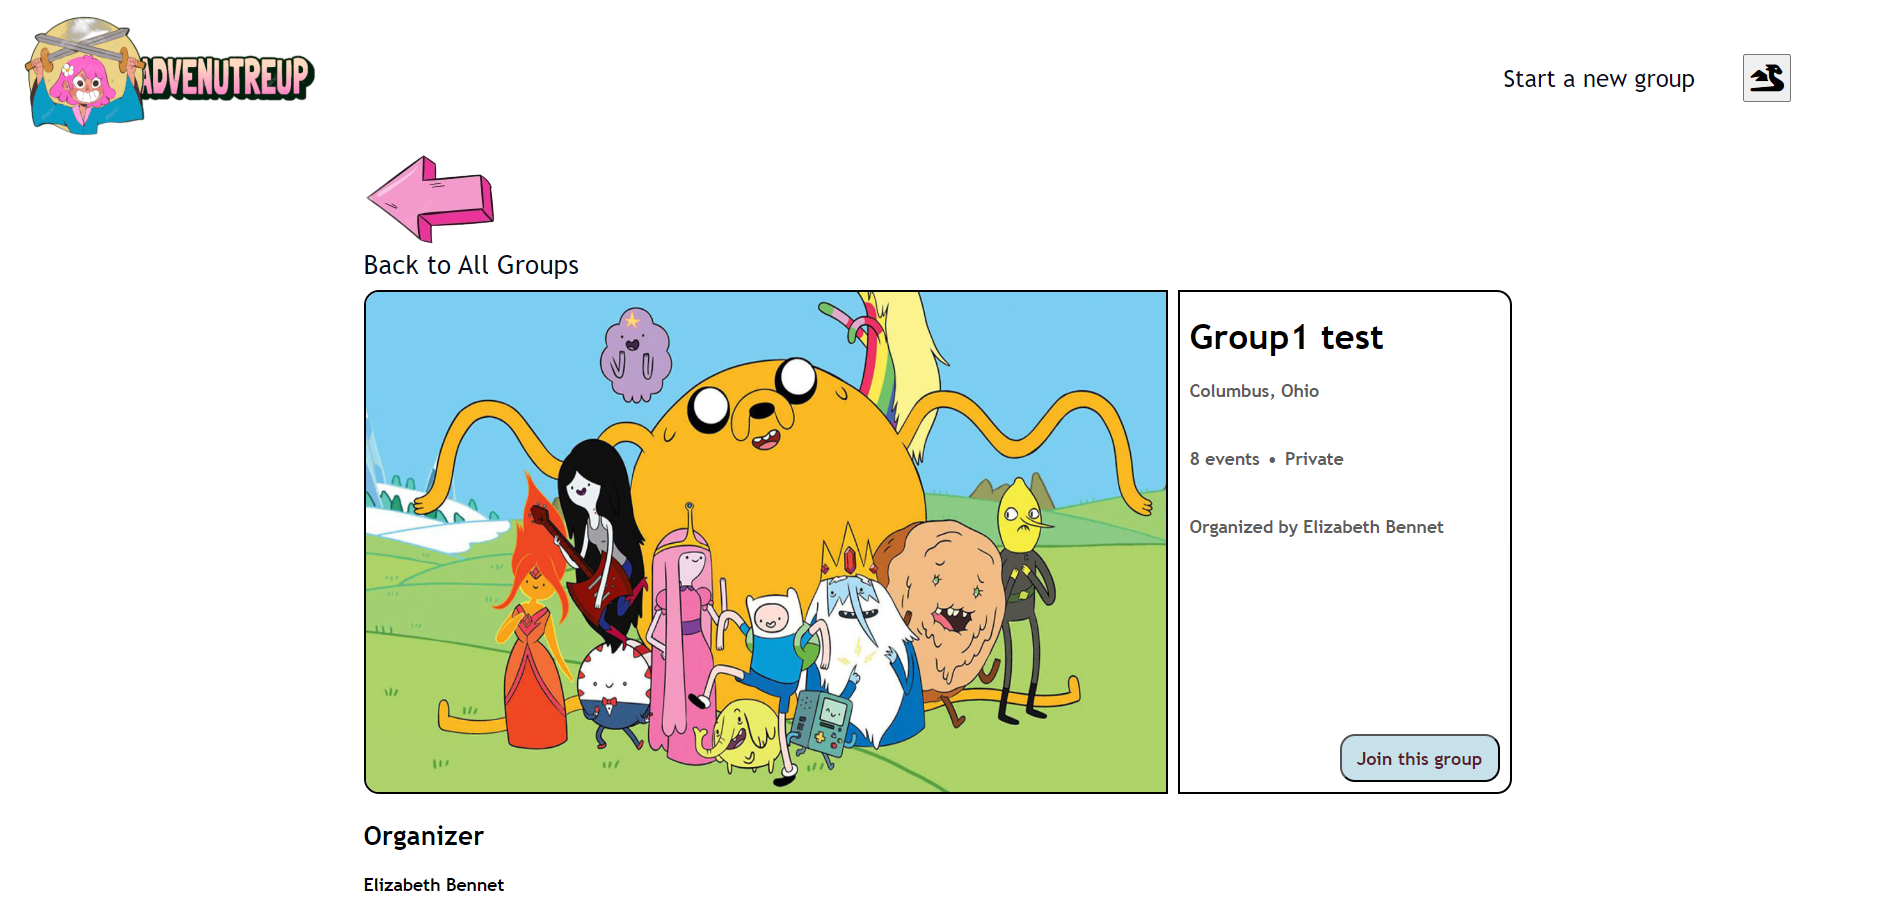 ADVENUTREUP
Start a new group
Back to All Groups
Group1 test
Columbus, Ohio
8 events • Private
Organized by Elizabeth Bennet
Join this group
Organizer
Elizabeth Bennet